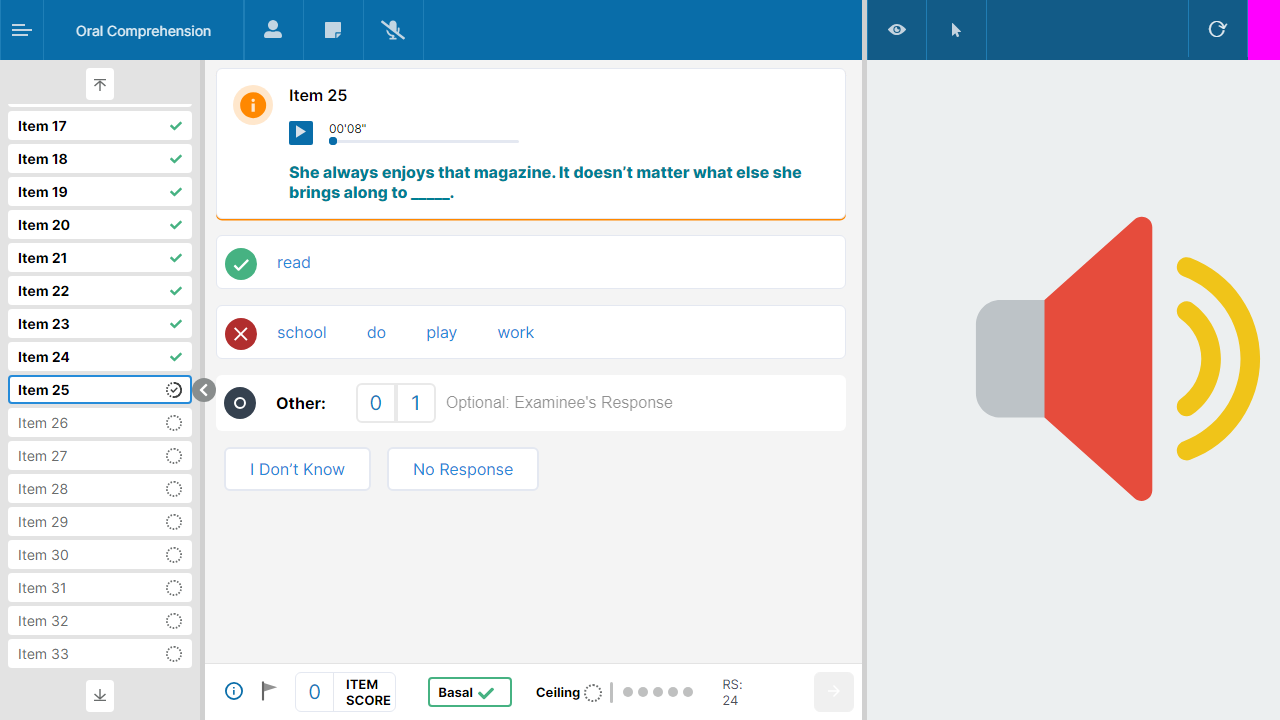 Oral Comprehension
Item 17
Item 18
Item 19
Item 20
Item 21
Item 22
Item 23
Item 24
Item 25
Item 26
Item 27
Item 28
Item 29
Item 30
Item 31
Item 32
Item 33
Item 25
00'08"
She always enjoys that magazine. It doesn’t matter what else she
brings along to _____.
read
school do play work
Other: 0 1 Optional: Examinee's Response
I Don’t Know No Response
0 ITEM
SCORE
Basal
Ceiling
RS:
24